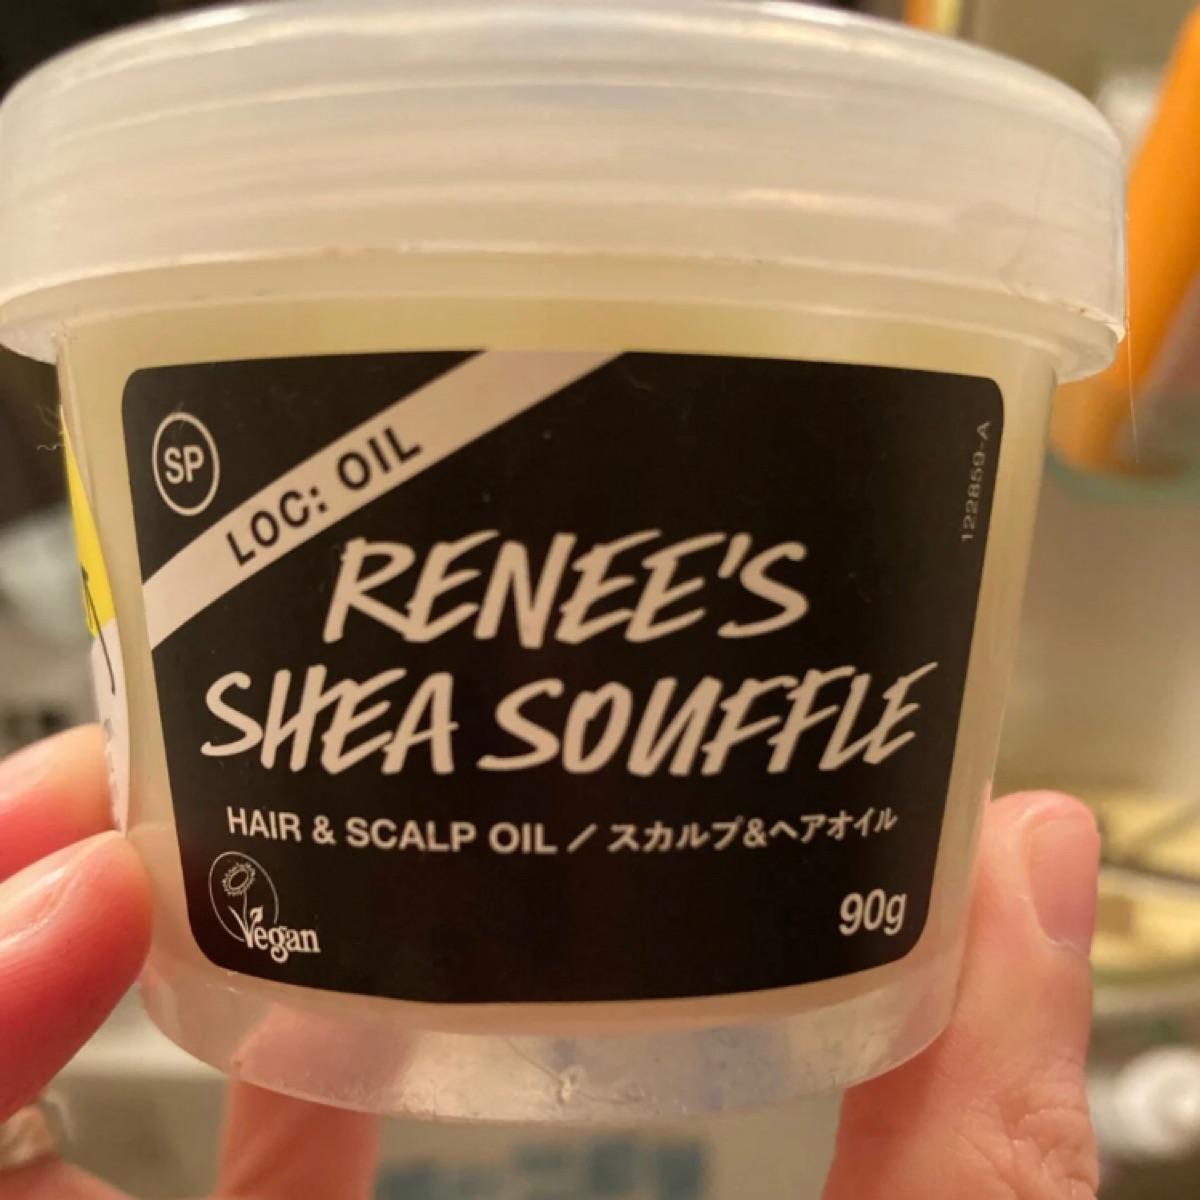 SP
LOC: OIL
122859-A
RENEE'S
SHEA SOUFFLE
HAIR & SCALP OIL / スカルプ&ヘアオイル
Vegan
90g